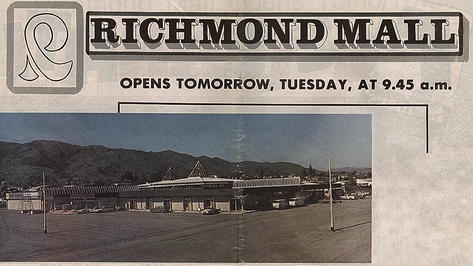 R
RICHMOND MALL
OPENS TOMORROW, TUESDAY, AT 9.45 a.m.